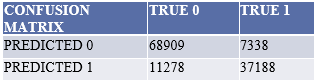 CONFUSION MATRIX TRUE 0 TRUE 1
PREDICTED 0 68909 7338
PREDICTED 1 11278 37188